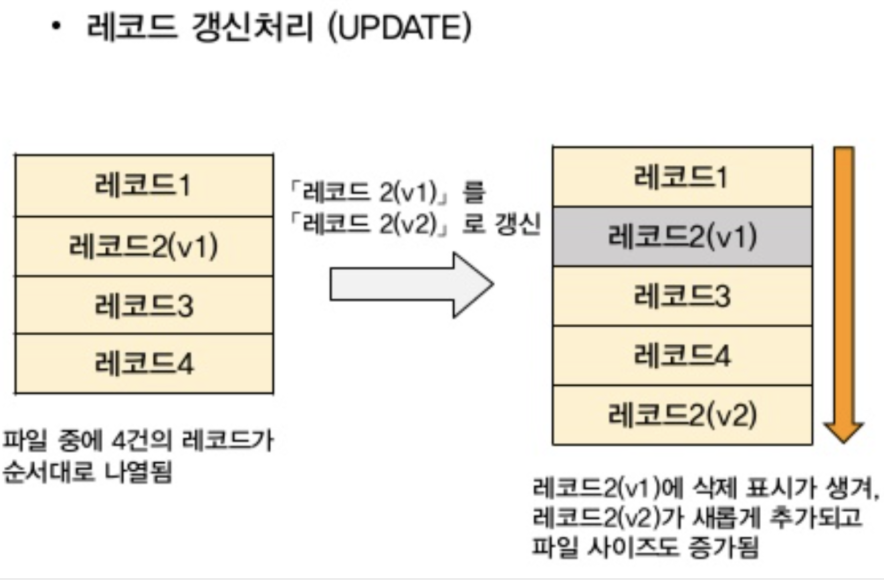 • 레코드 갱신처리 (UPDATE)
레코드1
레코드2(v1)
레코드3
레코드4
파일 중에 4건의 레코드가
순서대로 나열됨
「레코드 2(v1)」를
「레코드 2(v2)」로 갱신
레코드1
레코드2(v1)
레코드3
레코드4
레코드2(v2)
레코드2(v1)에 삭제 표시가 생겨,
레코드2(v2)가 새롭게 추가되고
파일 사이즈도 증가됨